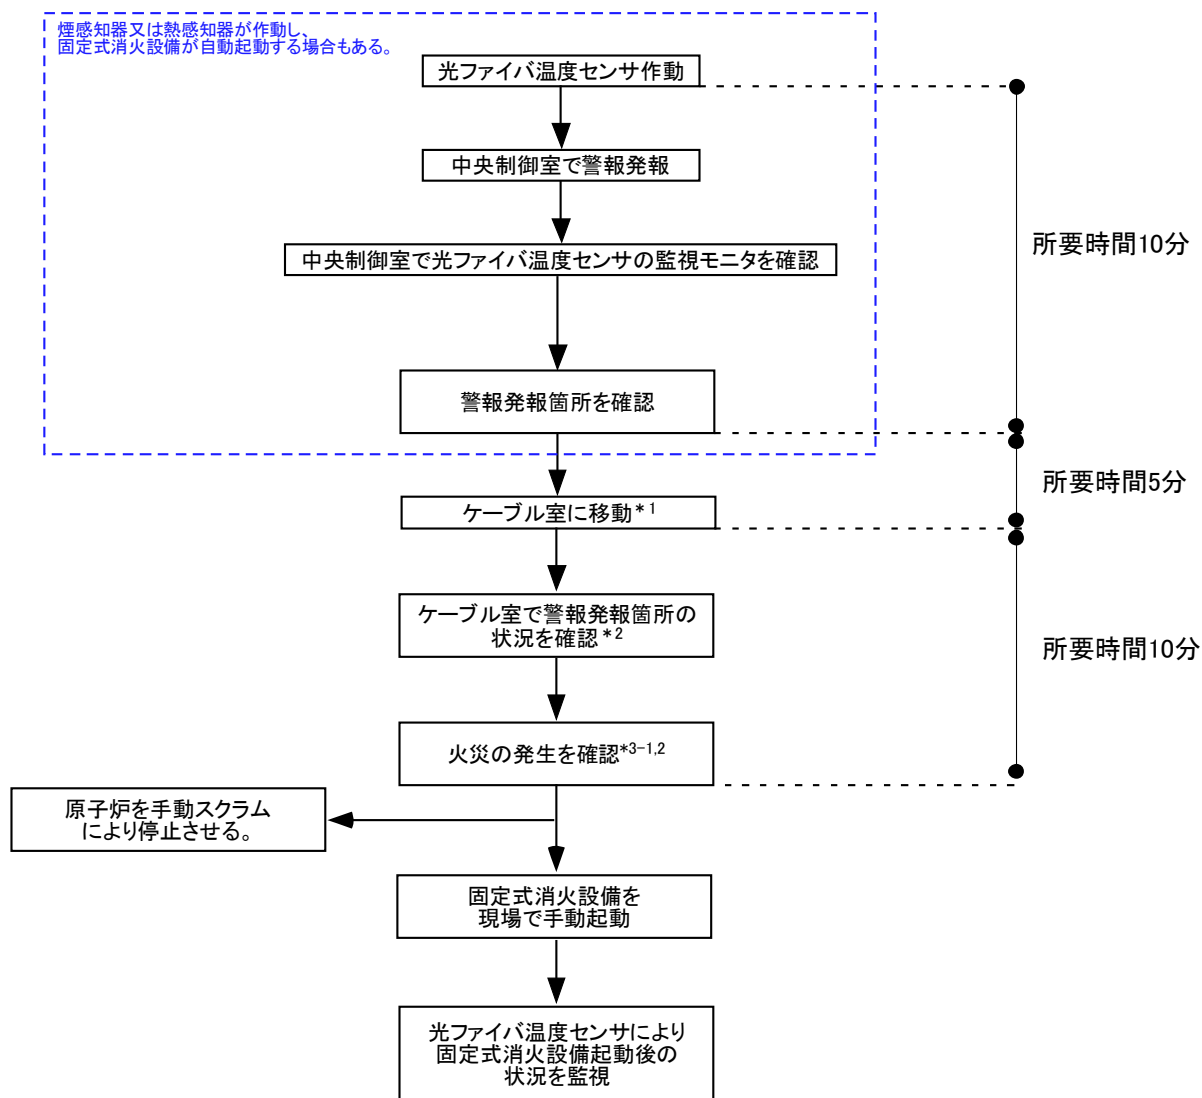 煙感知器又は熱感知器が作動し、
固定式消火設備が自動起動する場合もある。
光ファイバ温度センサ作動
中央制御室で警報発報
中央制御室で光ファイバ温度センサの監視モニタを確認
所要時間10分
警報発報箇所を確認
所要時間5分
ケーブル室に移動*1
ケーブル室で警報発報箇所の
状況を確認*2
所要時間10分
火災の発生を確認*3-1,2
原子炉を手動スクラム
により停止させる。
固定式消火設備を
現場で手動起動
光ファイバ温度センサにより
固定式消火設備起動後の
状況を監視